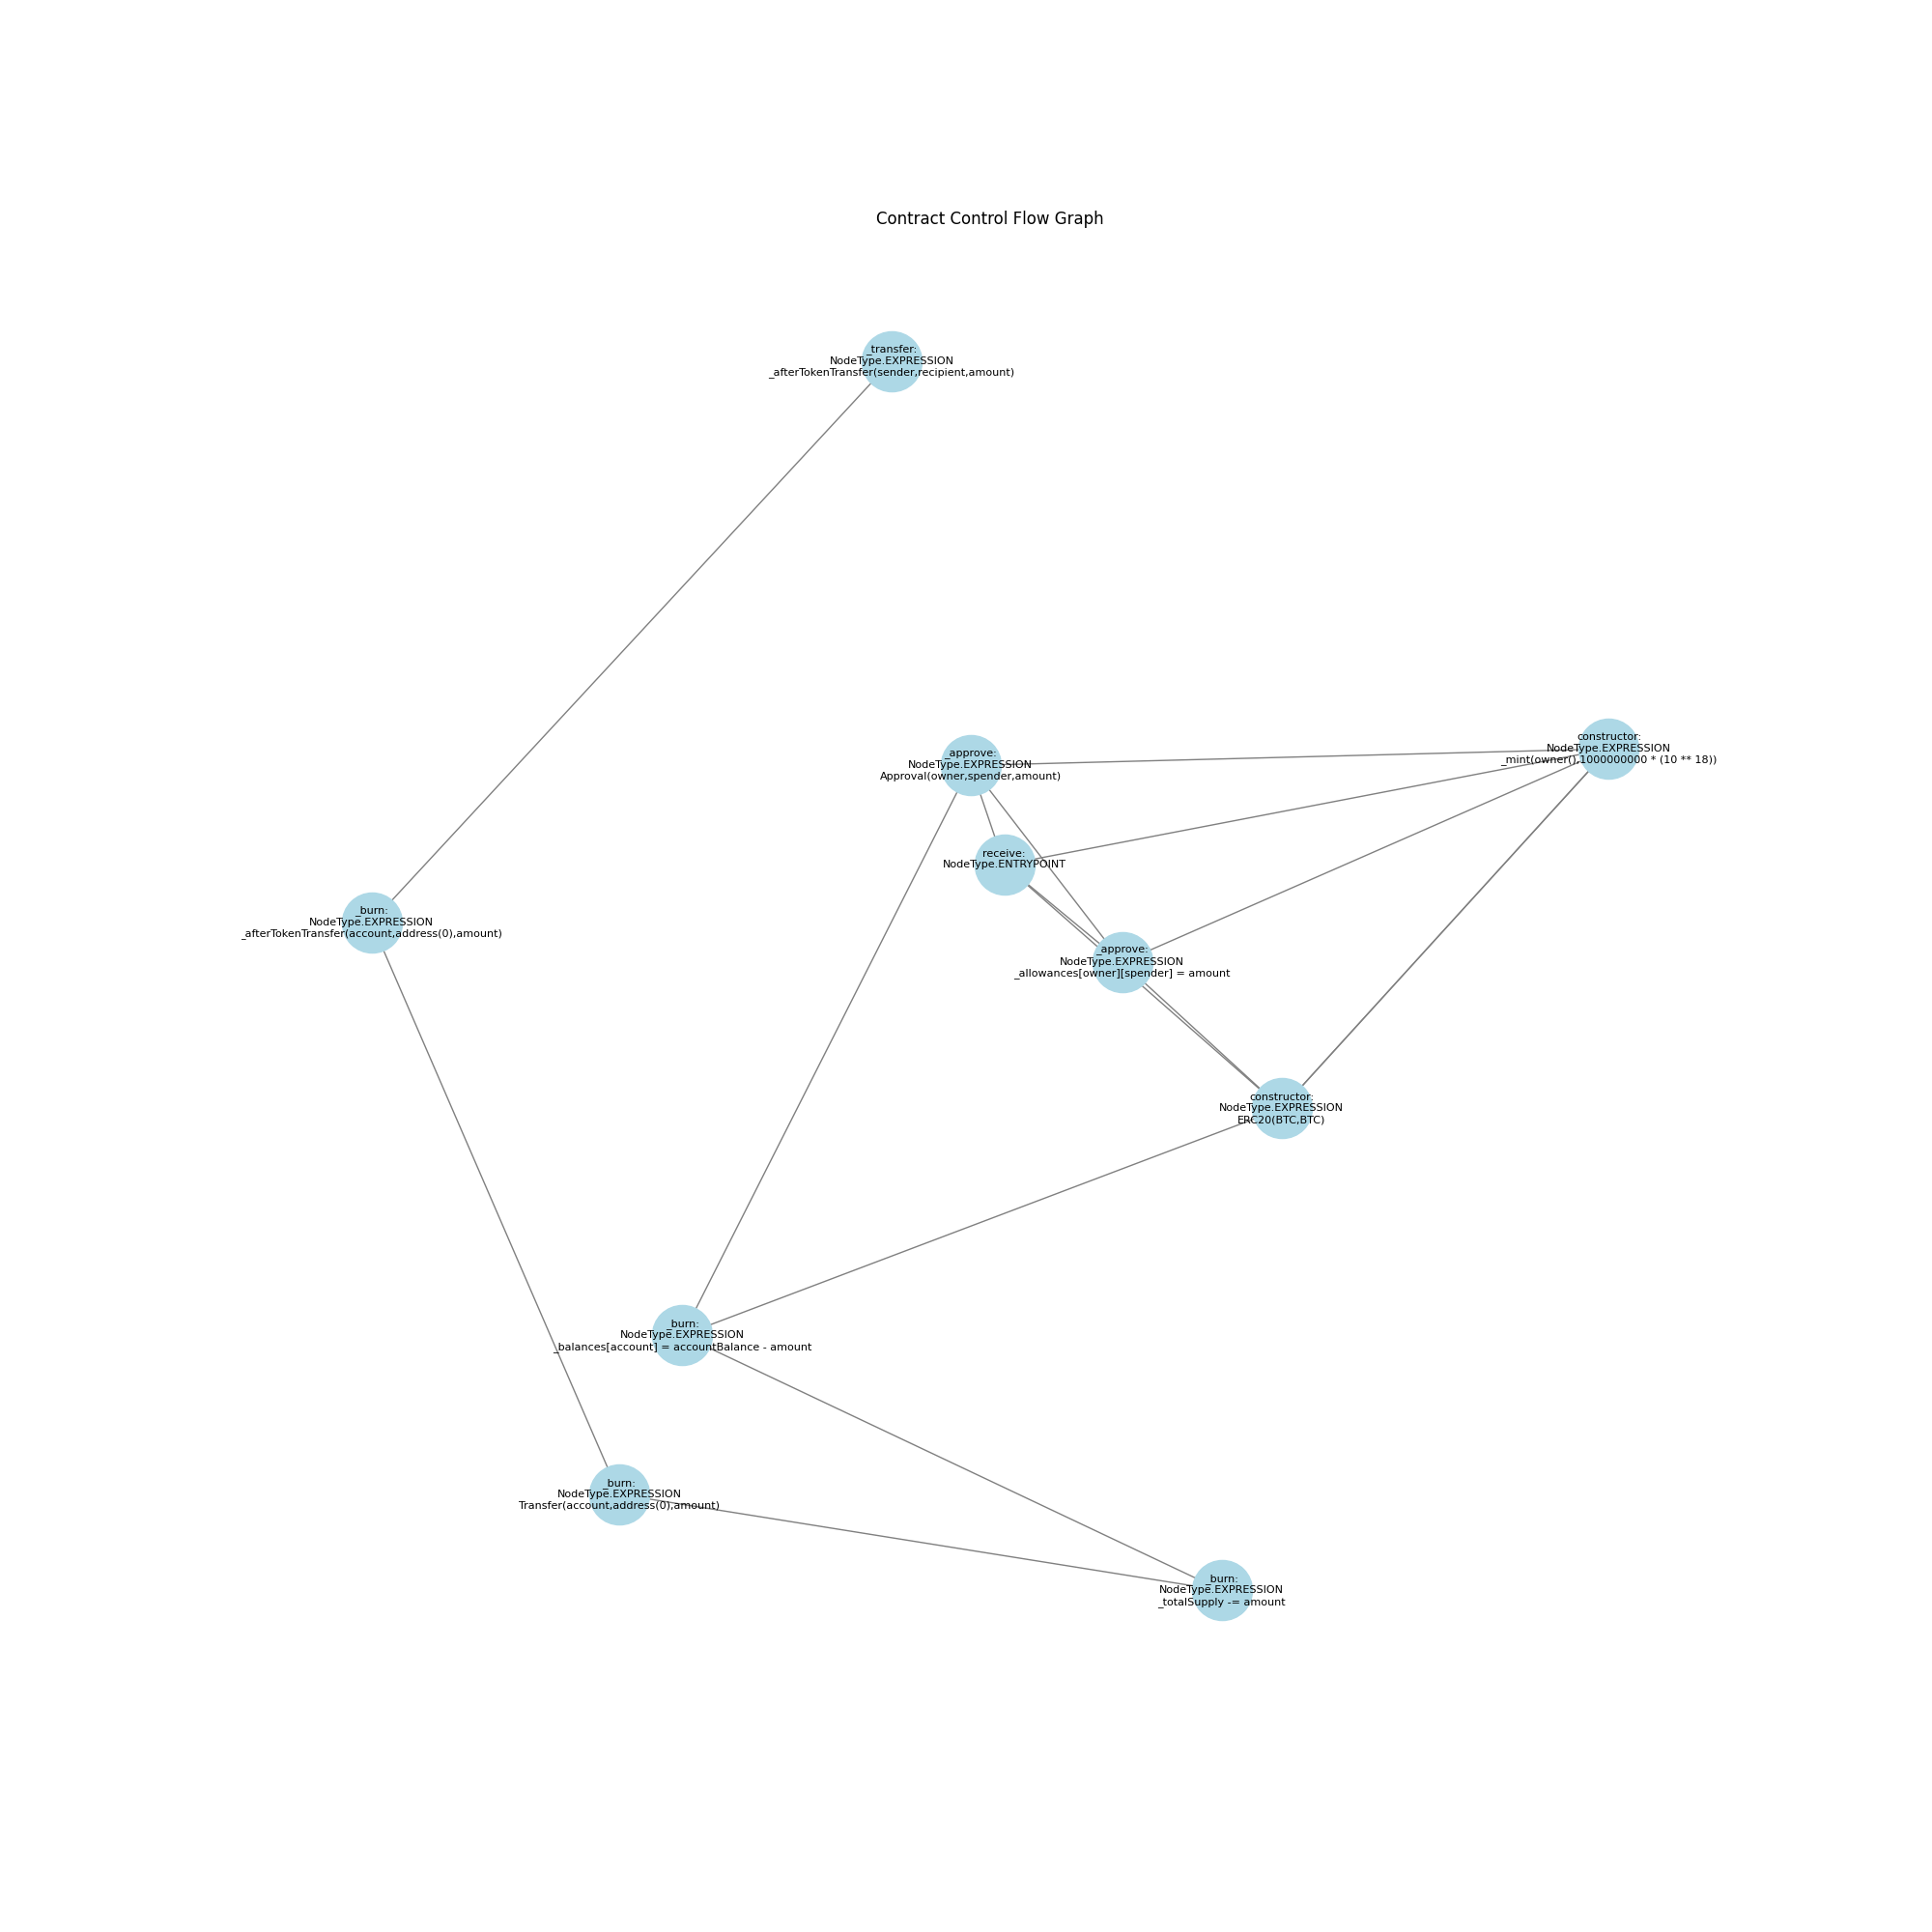 Contract Control Flow Graph
_transfer:
NodeType.EXPRESSION
_afterTokenTransfer(sender,recipient,amount)
constructor:
NodeType.EXPRESSION
_mint(owner(),1000000000 * (10 ** 18))
_approve:
NodeType.EXPRESSION
Approval(owner,spender,amount)
receive:
NodeType.ENTRYPOINT
_burn:
NodeType.EXPRESSION
_afterTokenTransfer(account,address(0),amount)
_approve:
NodeType.EXPRESSION
_allowances[owner][spender] = amount
constructor:
NodeType.EXPRESSION
ERC20(BTC,BTC)
_burn:
NodeType.EXPRESSION
_balances[account] = accountBalance - amount
_burn:
NodeType.EXPRESSION
Transfer(account,address(0),amount)
_burn:
NodeType.EXPRESSION
_totalSupply -= amount